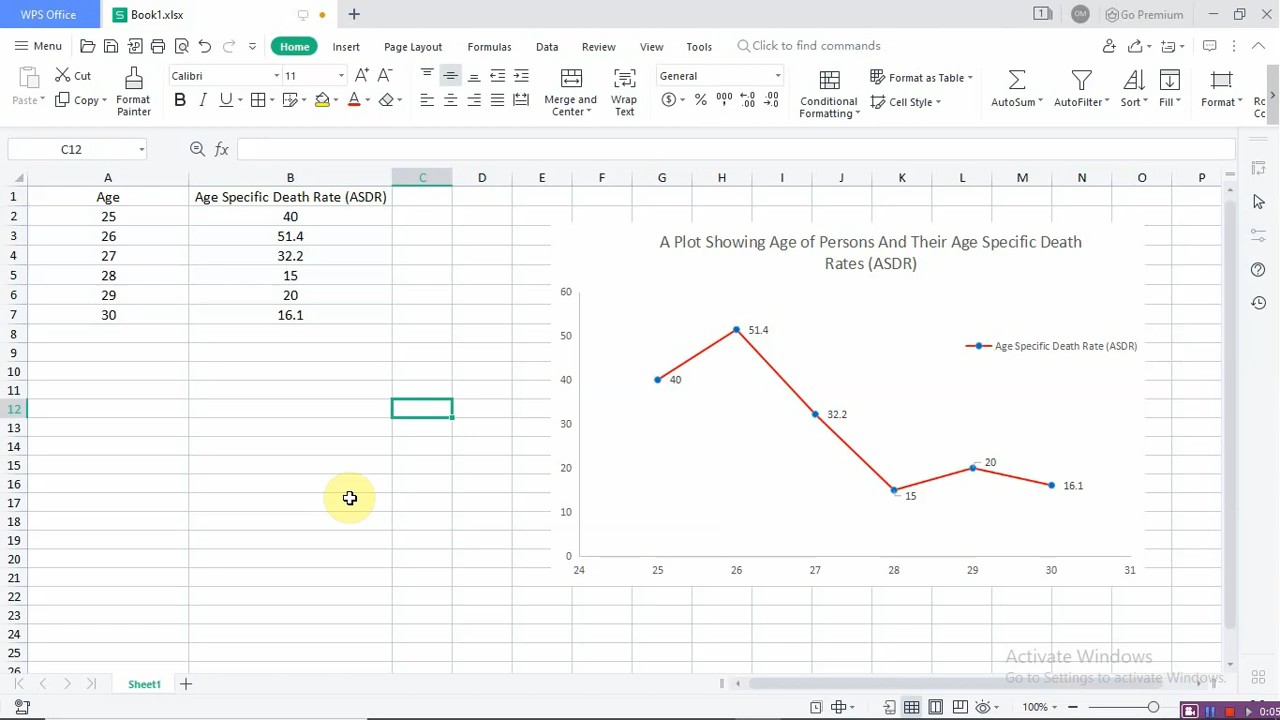 WPS Office
Book1.xlsx
OM
Go Premium
Menu
Home
Insert
Page Layout
Formulas
Data
Review
View
Tools
Click to find commands
Paste
Cut
Copy
Format
Painter
Calibri
11
Merge and
Center
Wrap
Text
General
Conditional
Formatting
Format as Table
Cell Style
AutoSum
AutoFilter
Sort
Fill
Format
C12
A B C D E F G H I J K L M N O P
1 Age Age Specific Death Rate (ASDR)
2 25 40
3 26 51.4
4 27 32.2
5 28 15
6 29 20
7 30 16.1
8
9
10
11
12
13
14
15
16
17
18
19
20
21
22
23
24
25
26
A Plot Showing Age of Persons And Their Age Specific Death
Rates (ASDR)
60
50
40
30
20
10
0
51.4
40
32.2
15
20
16.1
Age Specific Death Rate (ASDR)
24 25 26 27 28 29 30 31
Activate Windows
Go to Settings to activate Windows.
Sheet1
100%
0:05